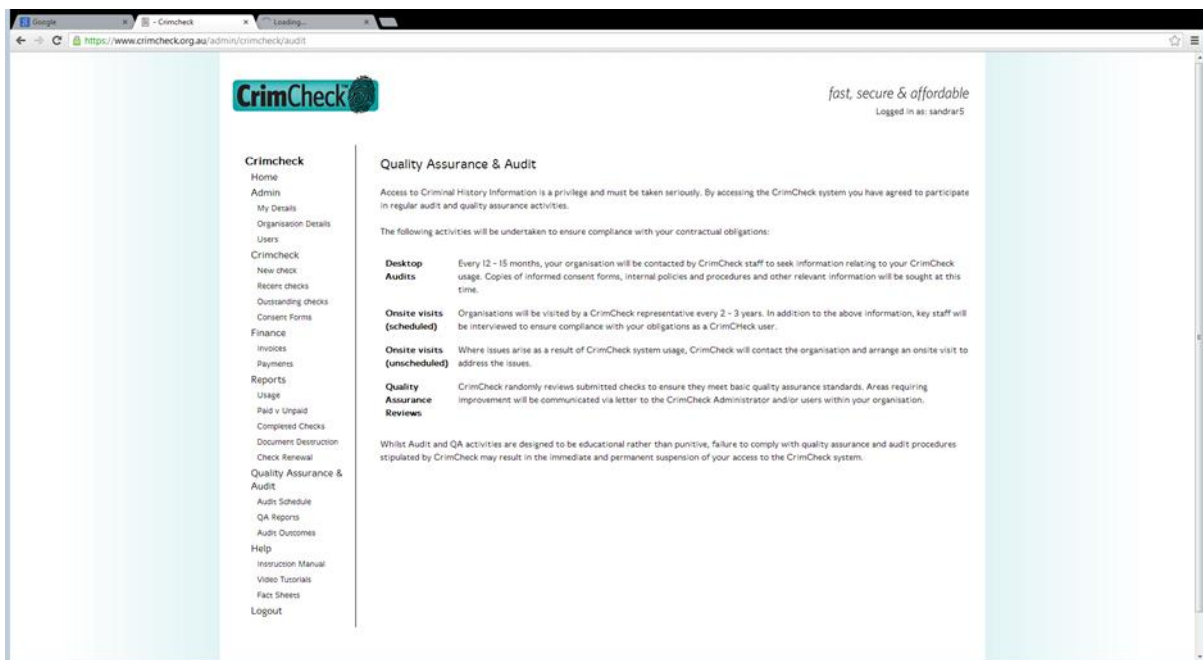 Google
- Crimcheck
Loading...
https://www.crimcheck.org.au/admin/crimcheck/audit
CrimCheck™
fast, secure & affordable
Logged in as: sandrar5
Crimcheck
Home
Admin
My Details
Organisation Details
Users
Crimcheck
New check
Recent checks
Outstanding checks
Consent Forms
Finance
Invoices
Payments
Reports
Usage
Paid v Unpaid
Completed Checks
Document Destruction
Check Renewal
Quality Assurance &
Audit
Audit Schedule
QA Reports
Audit Outcomes
Help
Instruction Manual
Video Tutorials
Fact Sheets
Logout
Quality Assurance & Audit
Access to Criminal History Information is a privilege and must be taken seriously. By accessing the CrimCheck system you have agreed to participate
in regular audit and quality assurance activities.
The following activities will be undertaken to ensure compliance with your contractual obligations:
Desktop
Audits
Every 12 - 15 months, your organisation will be contacted by CrimCheck staff to seek information relating to your CrimCheck
usage. Copies of informed consent forms, internal policies and procedures and other relevant information will be sought at this
time.
Onsite visits
(scheduled)
Organisations will be visited by a CrimCheck representative every 2 - 3 years. In addition to the above information, key staff will
be interviewed to ensure compliance with your obligations as a CrimCHeck user.
Onsite visits
(unscheduled)
Where issues arise as a result of CrimCheck system usage, CrimCheck will contact the organisation and arrange an onsite visit to
address the issues.
Quality
Assurance
Reviews
CrimCheck randomly reviews submitted checks to ensure they meet basic quality assurance standards. Areas requiring
improvement will be communicated via letter to the CrimCheck Administrator and/or users within your organisation.
Whilst Audit and QA activities are designed to be educational rather than punitive, failure to comply with quality assurance and audit procedures
stipulated by CrimCheck may result in the immediate and permanent suspension of your access to the CrimCheck system.